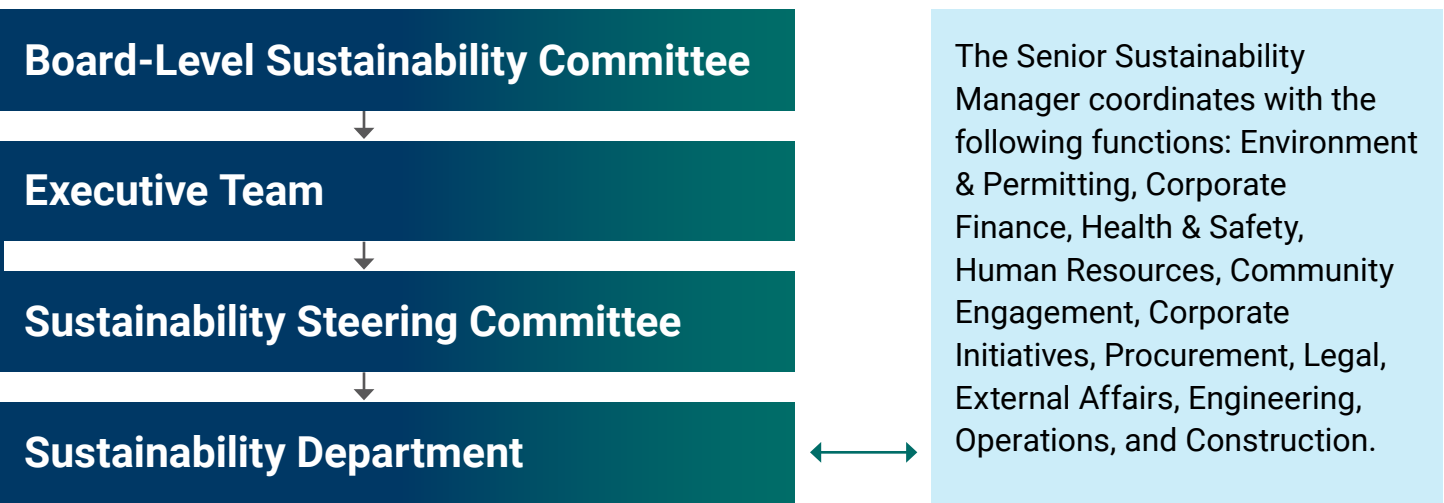 Board-Level Sustainability Committee
Executive Team
Sustainability Steering Committee
Sustainability Department
The Senior Sustainability
Manager coordinates with the
following functions: Environment
& Permitting, Corporate
Finance, Health & Safety,
Human Resources, Community
Engagement, Corporate
Initiatives, Procurement, Legal,
External Affairs, Engineering,
Operations, and Construction.